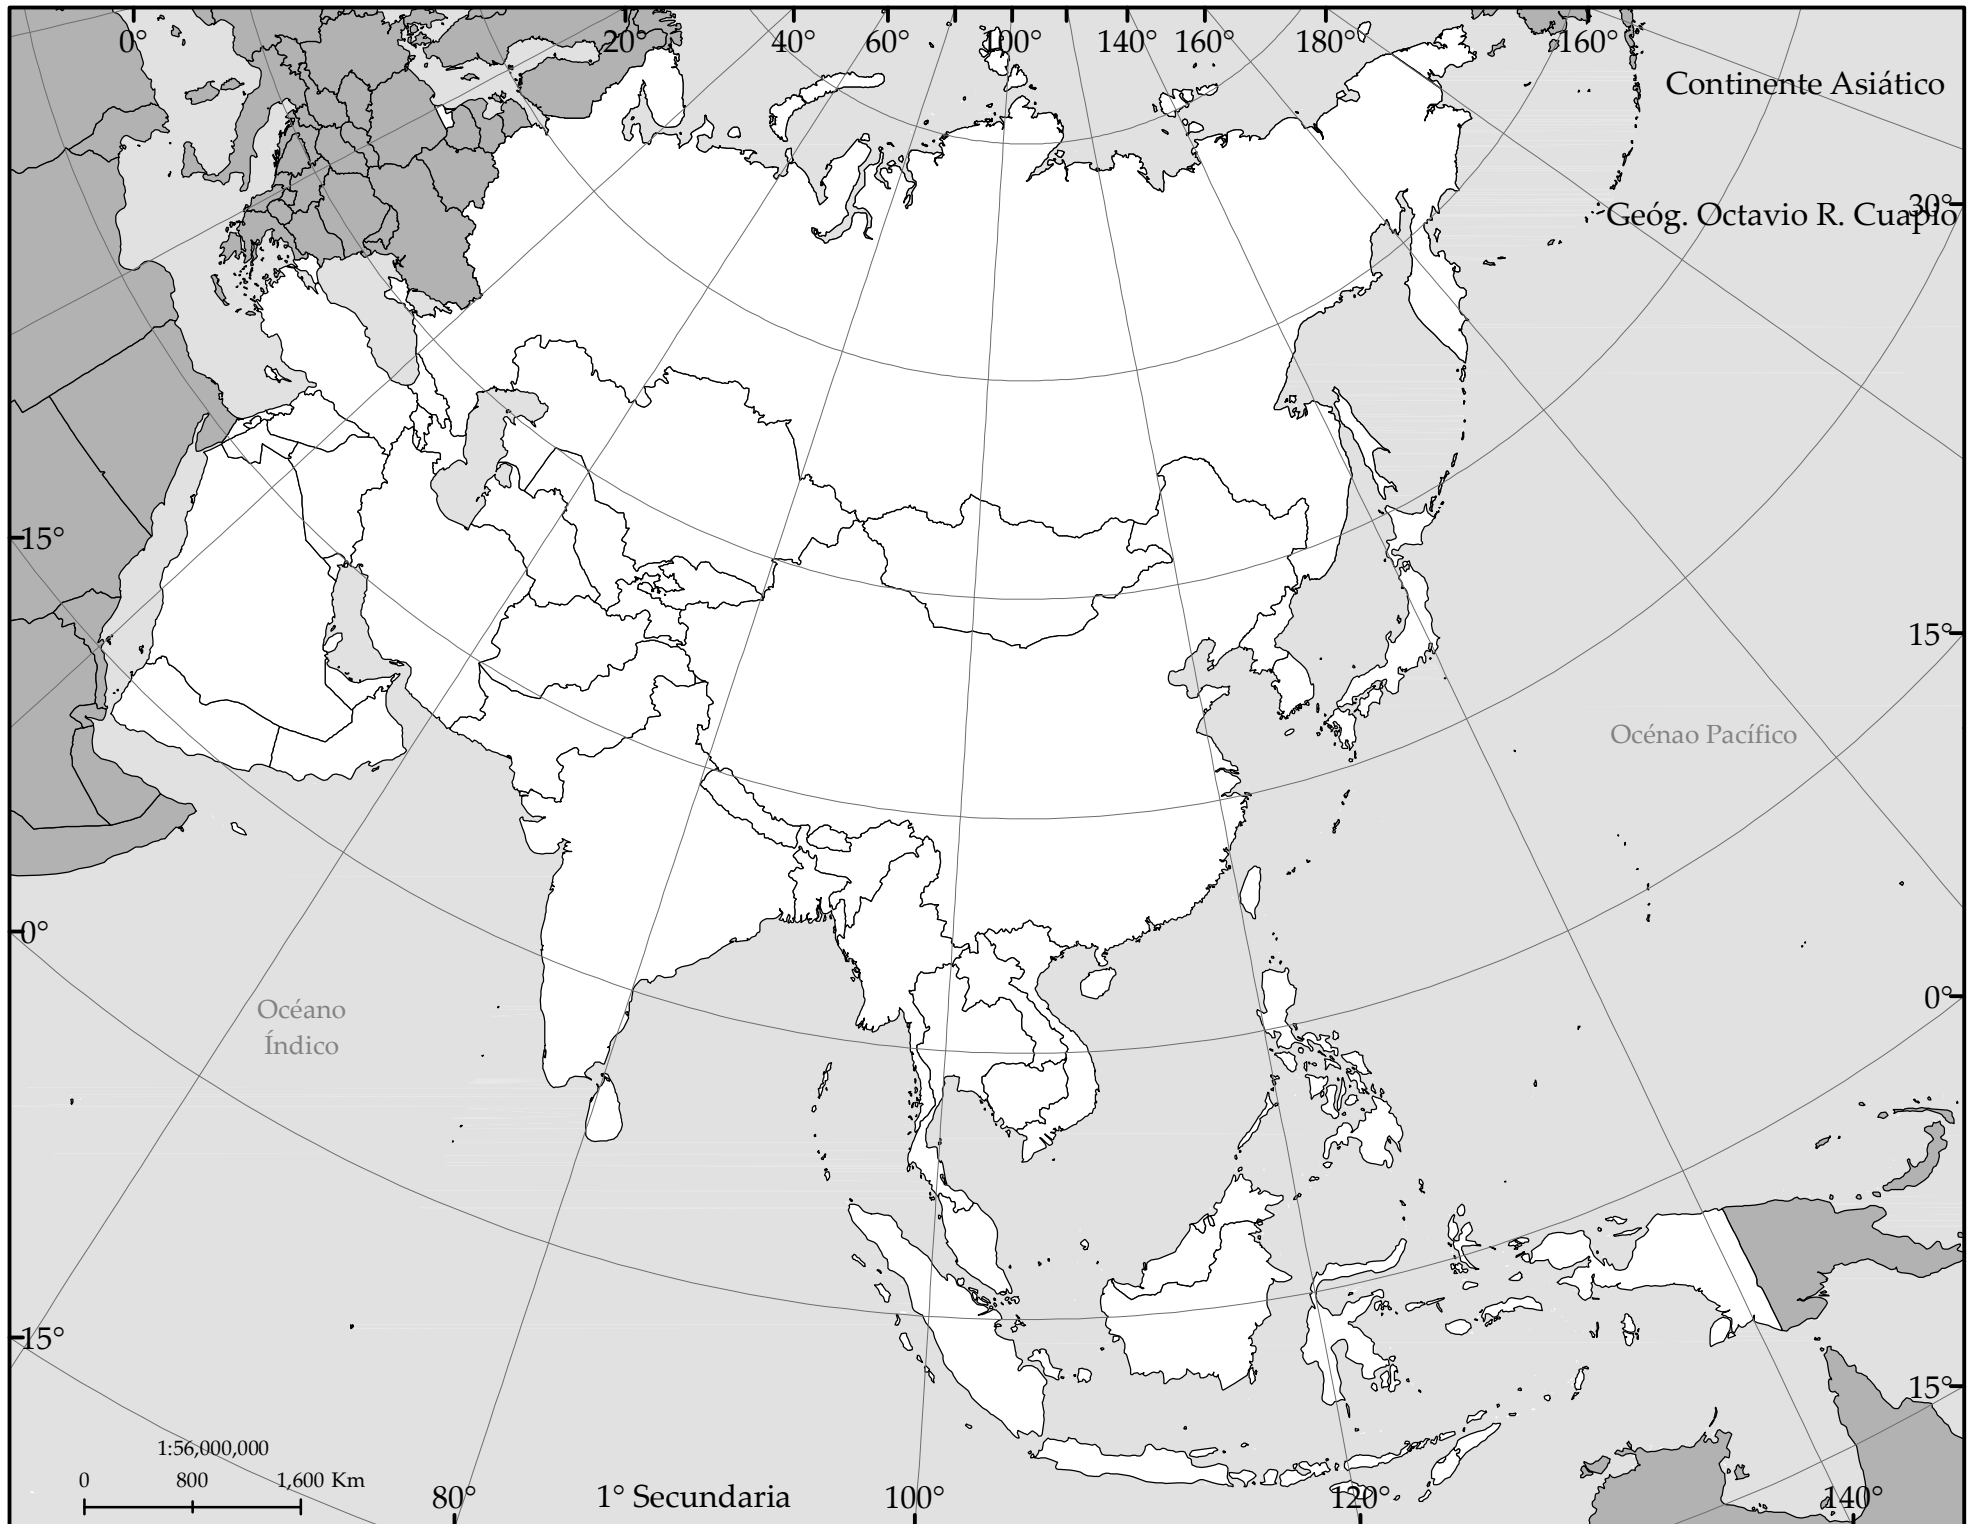 0° 20° 40° 60° 80° 100° 140° 160° 180° 160°
Continente Asiático
30°
Geóg. Octavio R. Cuapio
15°
15°
Océnao Pacífico
0°
0°
Océano
Índico
15°
15°
1:56,000,000
0 800 1,600 Km
80° 1° Secundaria 100° 120° 140°